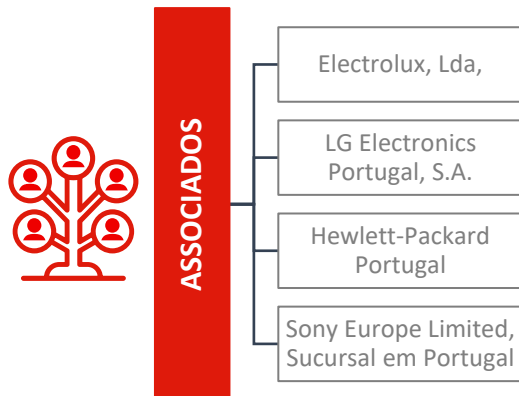 ASSOCIADOS
Electrolux, Lda,
LG Electronics
Portugal, S.A.
Hewlett-Packard
Portugal
Sony Europe Limited,
Sucursal em Portugal